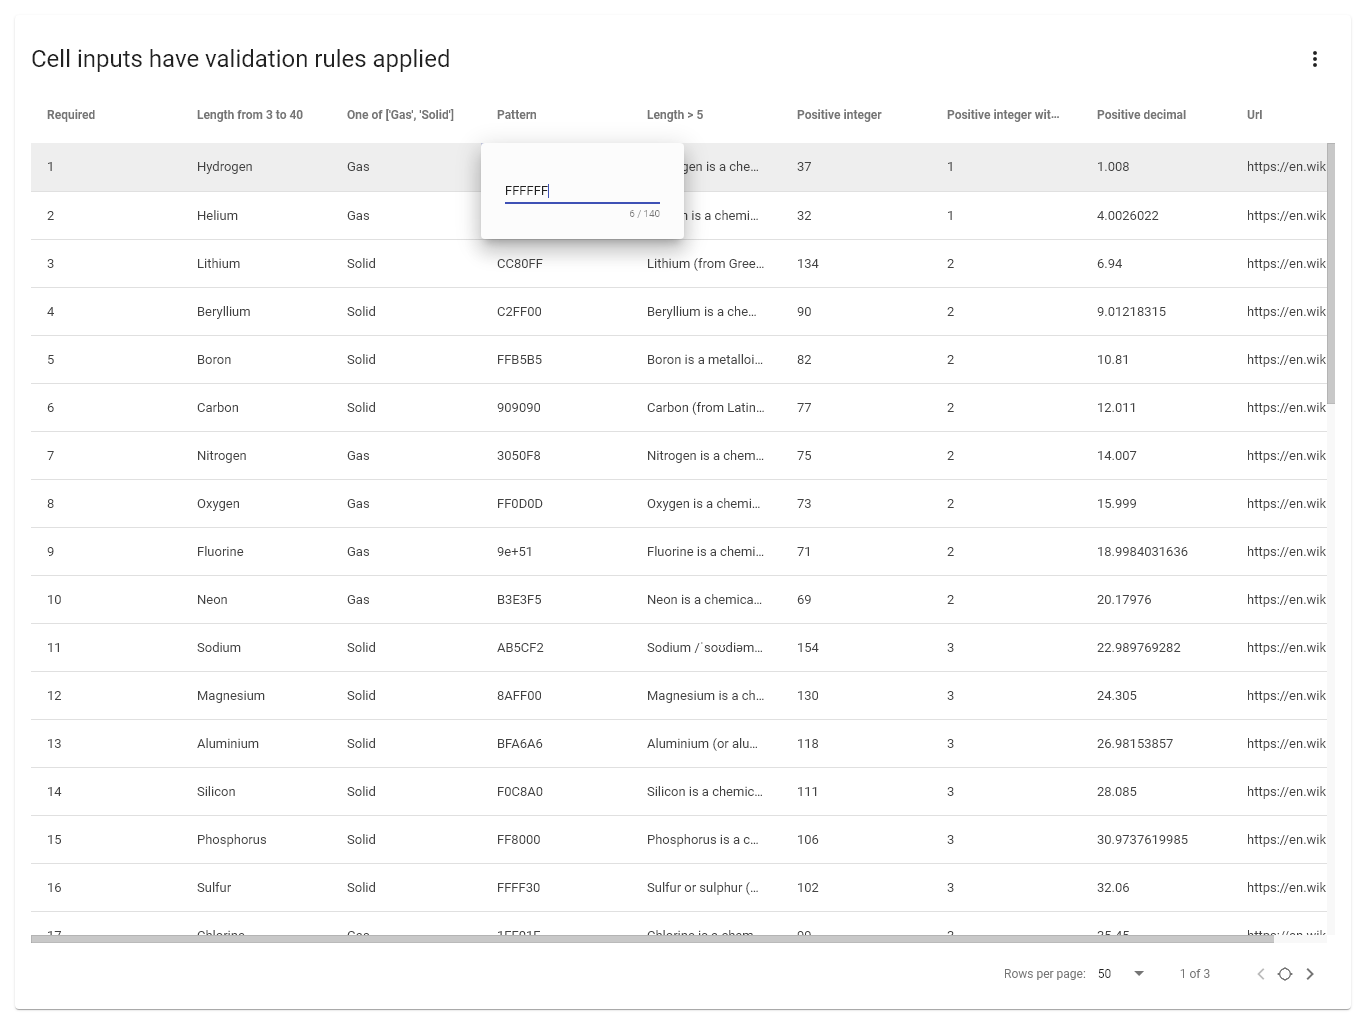 Cell inputs have validation rules applied
Required Length from 3 to 40 One of ['Gas', 'Solid'] Pattern Length > 5 Positive integer Positive integer wit... Positive decimal Url
1 Hydrogen Gas FFFFFF gen is a che... 37 1 1.008 https://en.wik
6 / 140
2 Helium Gas is a chemi... 32 1 4.0026022 https://en.wik
3 Lithium Solid CC80FF Lithium (from Gree... 134 2 6.94 https://en.wik
4 Beryllium Solid C2FF00 Beryllium is a che... 90 2 9.01218315 https://en.wik
5 Boron Solid FFB5B5 Boron is a metalloi... 82 2 10.81 https://en.wik
6 Carbon Solid 909090 Carbon (from Latin... 77 2 12.011 https://en.wik
7 Nitrogen Gas 3050F8 Nitrogen is a chem... 75 2 14.007 https://en.wik
8 Oxygen Gas FF0D0D Oxygen is a chemi... 73 2 15.999 https://en.wik
9 Fluorine Gas 9e+51 Fluorine is a chemi... 71 2 18.9984031636 https://en.wik
10 Neon Gas B3E3F5 Neon is a chemica... 69 2 20.17976 https://en.wik
11 Sodium Solid AB5CF2 Sodium /ˈsoʊdiəm... 154 3 22.989769282 https://en.wik
12 Magnesium Solid 8AFF00 Magnesium is a ch... 130 3 24.305 https://en.wik
13 Aluminium Solid BFA6A6 Aluminium (or alu... 118 3 26.98153857 https://en.wik
14 Silicon Solid F0C8A0 Silicon is a chemic... 111 3 28.085 https://en.wik
15 Phosphorus Solid FF8000 Phosphorus is a c... 106 3 30.9737619985 https://en.wik
16 Sulfur Solid FFFF30 Sulfur or sulphur (... 102 3 32.06 https://en.wik
17 Chlorine Gas Chlorine is a chem... 3 35.45 https://en.wik
Rows per page: 50 1 of 3